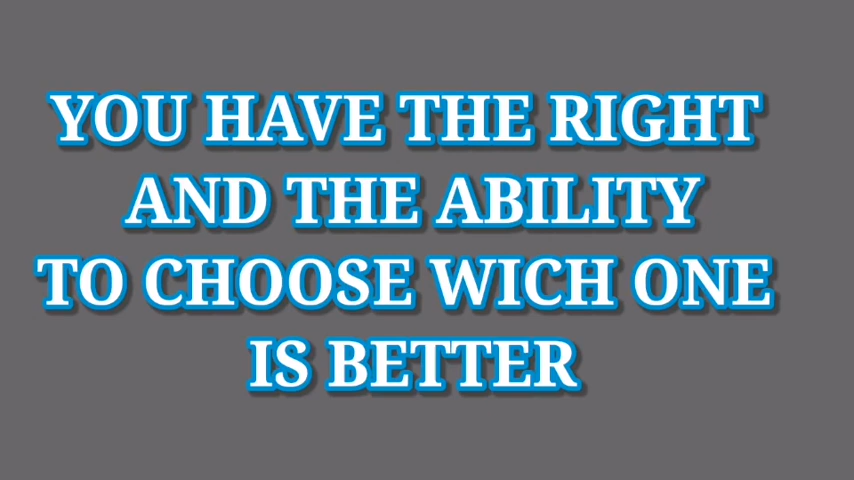 YOU HAVE THE RIGHT
AND THE ABILITY
TO CHOOSE WICH ONE
IS BETTER